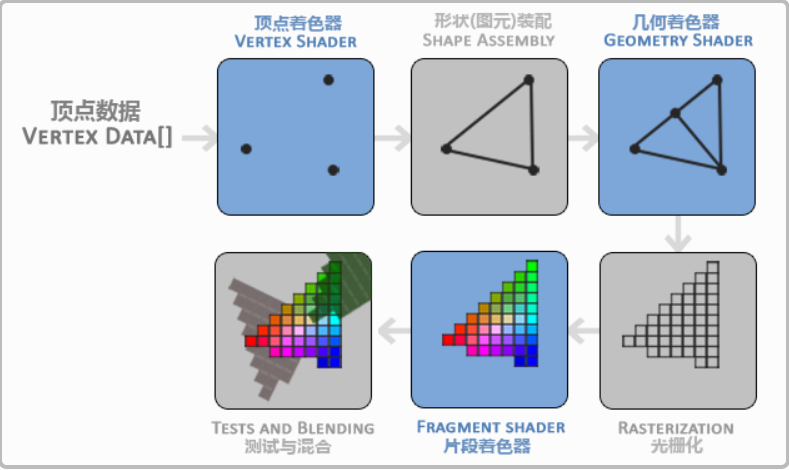 顶点着色器
VERTEX SHADER
形状(图元)装配
SHAPE ASSEMBLY
几何着色器
GEOMETRY SHADER
顶点数据
VERTEX DATA[]
TESTS AND BLENDING
测试与混合
FRAGMENT SHADER
片段着色器
RASTERIZATION
光栅化